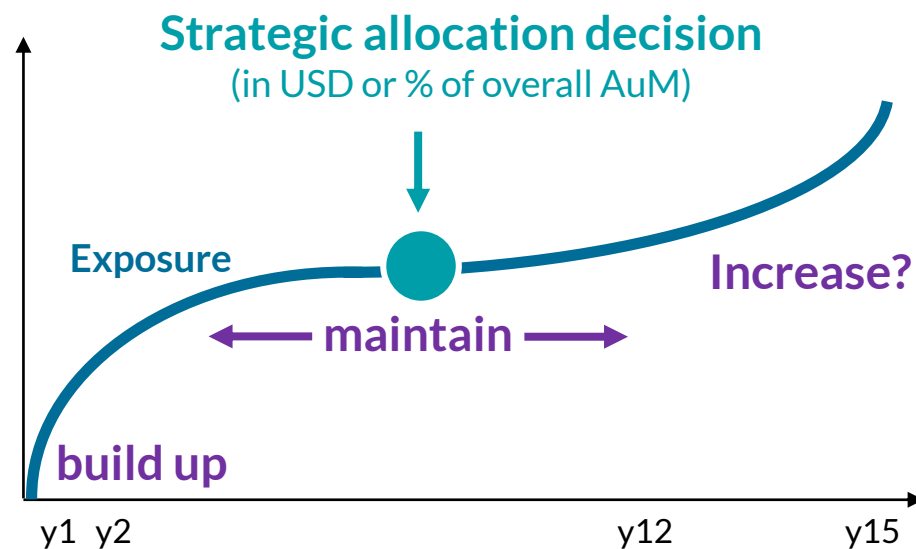 Strategic allocation decision
(in USD or % of overall AuM)
Exposure
Increase?
maintain
build up
y1 y2 y12 y15